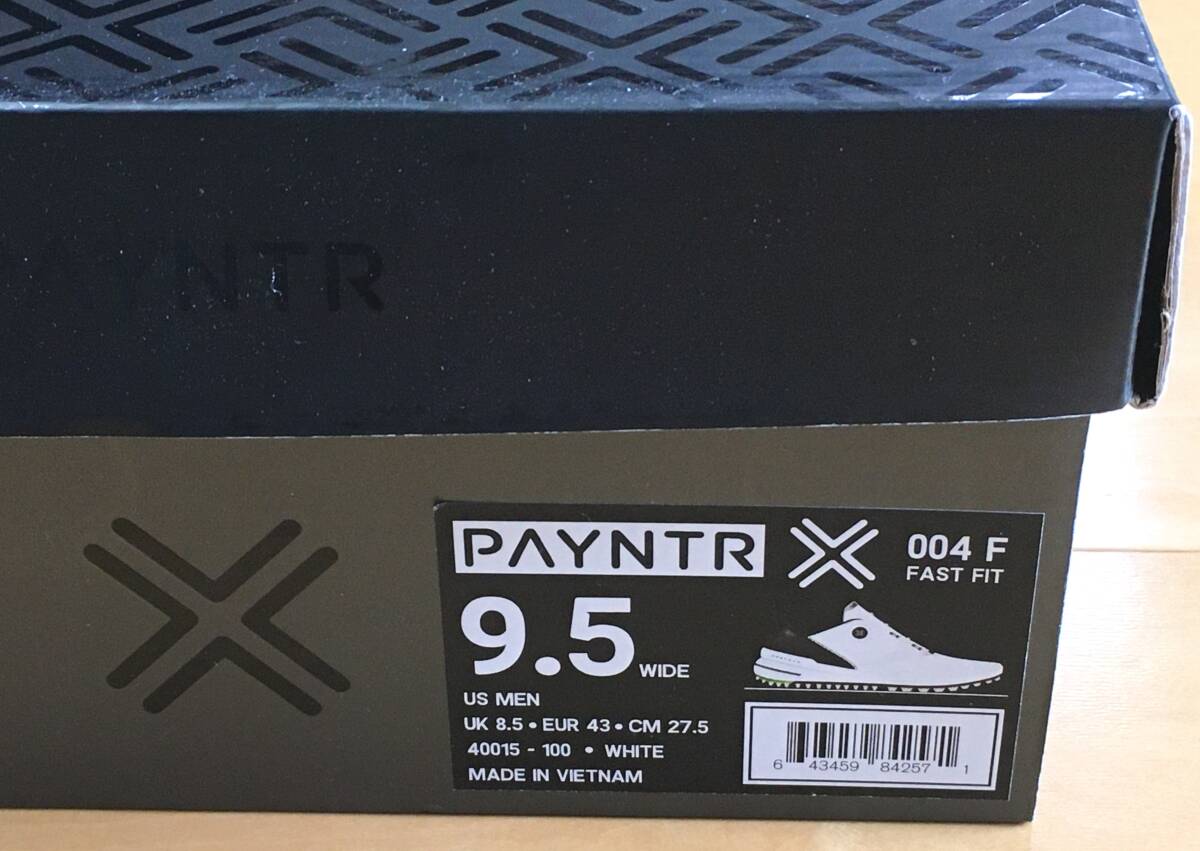 PAYNTR
PAYNTR
004 F
FAST FIT
9.5 WIDE
US MEN
UK 8.5 • EUR 43 • CM 27.5
40015 - 100 • WHITE
MADE IN VIETNAM
6 43459 84257 1